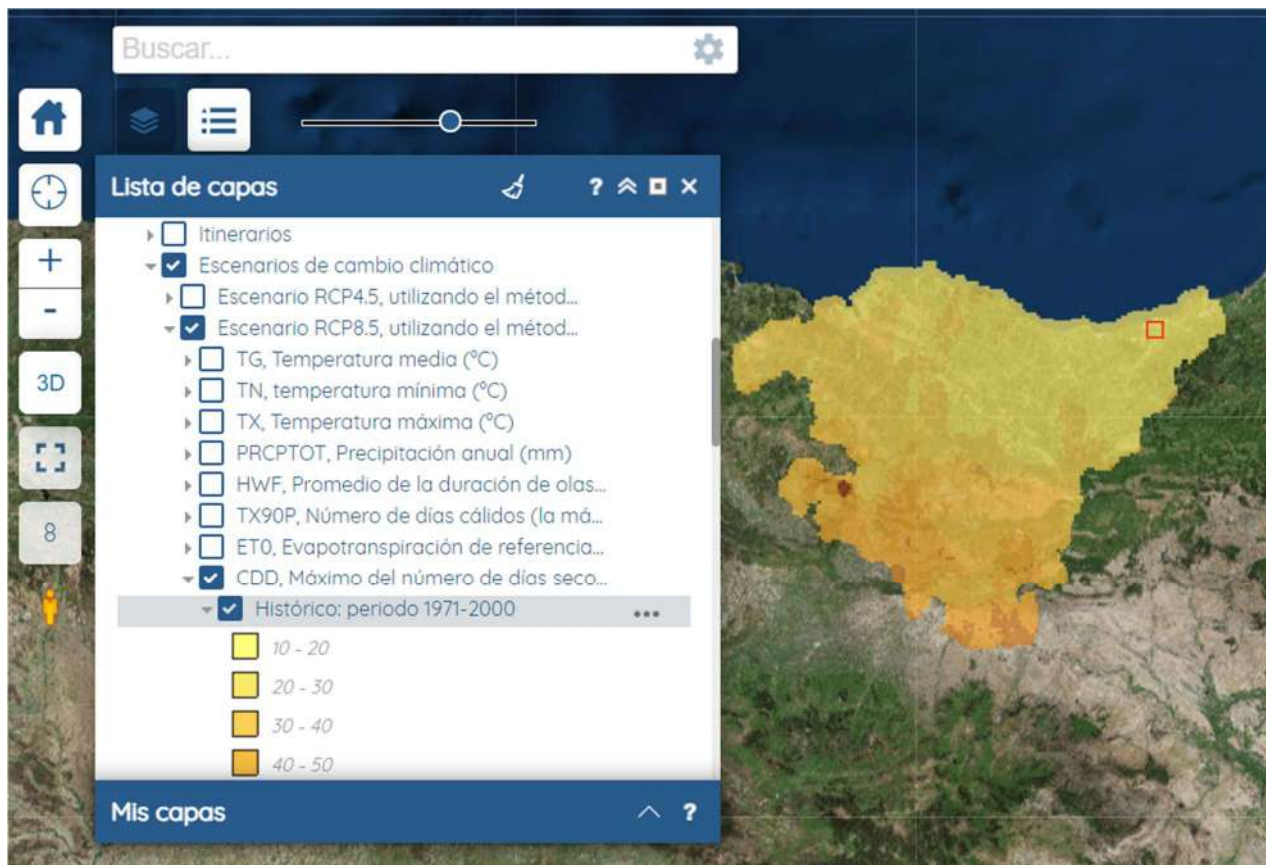 Buscar...
Lista de capas
?
Itinerarios
Escenarios de cambio climático
Escenario RCP4.5, utilizando el métod...
+
Escenario RCP8.5, utilizando el métod...
-
TG, Temperatura media (ºC)
3D
TN, temperatura mínima (ºC)
TX, Temperatura máxima (ºC)
PRCPTOT, Precipitación anual (mm)
HWF, Promedio de la duración de olas...
TX90P, Número de días cálidos (la má...
8
ET0, Evapotranspiración de referencia...
CDD, Máximo del número de días seco...
Histórico: periodo 1971-2000
10 - 20
20 - 30
30 - 40
40 - 50
Mis capas
?